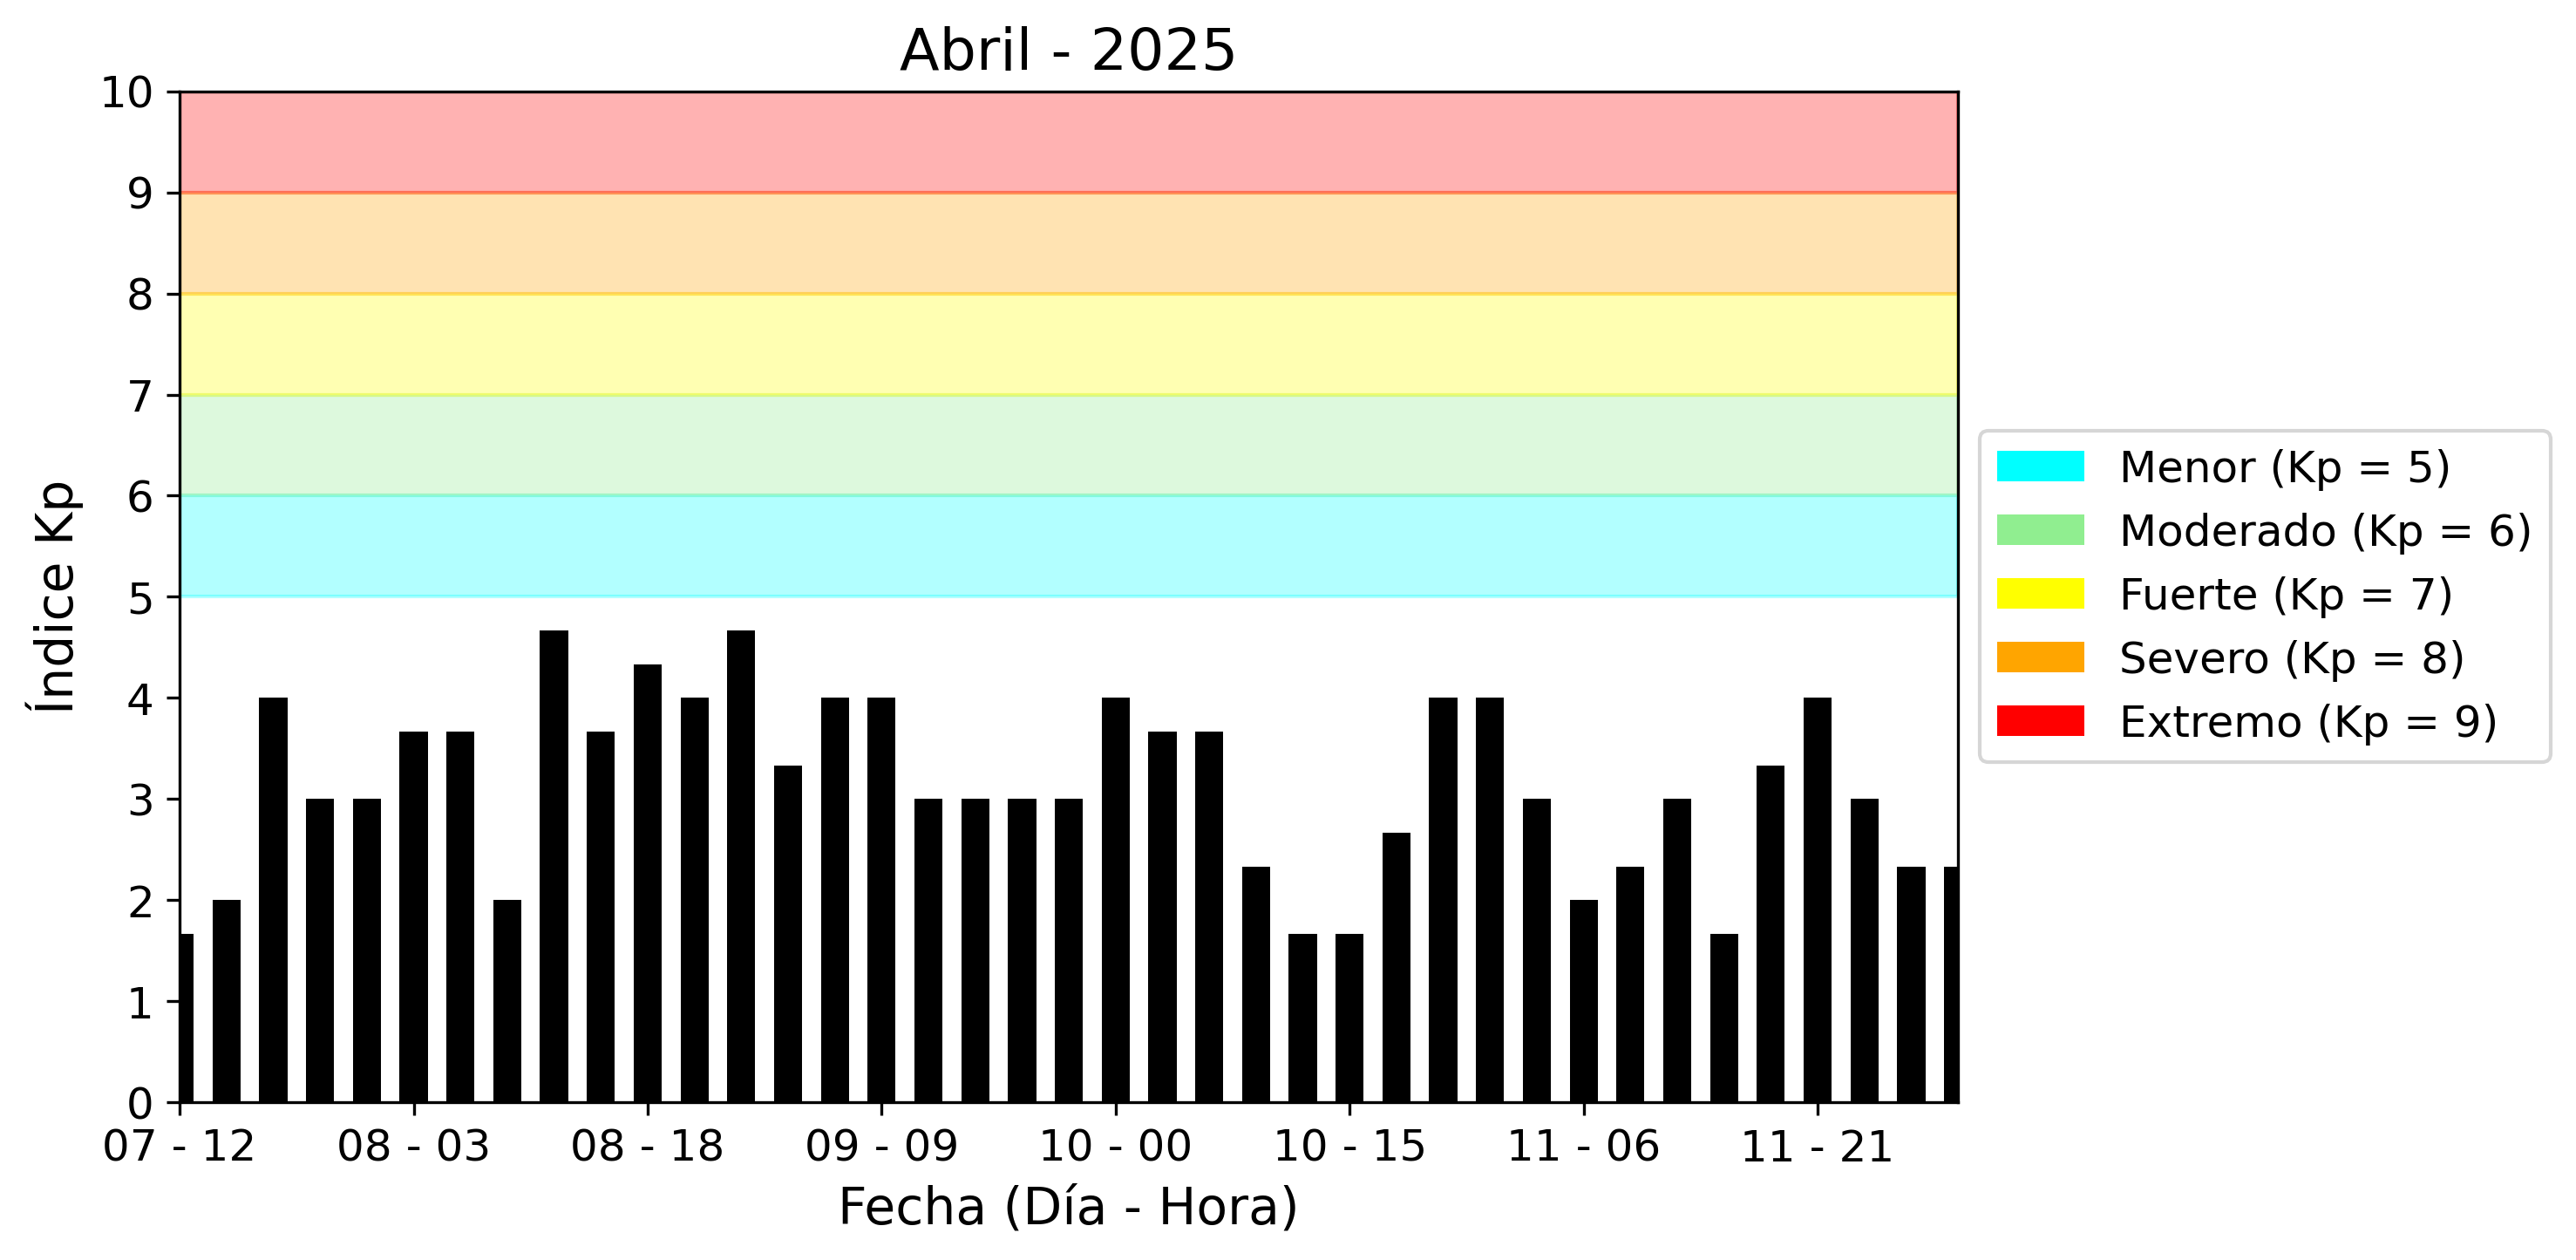 Abril - 2025
10
9
8
7
6
5
4
3
2
1
0
Índice Kp
07 - 12
08 - 03
08 - 18
09 - 09
10 - 00
10 - 15
11 - 06
11 - 21
Fecha (Día - Hora)
Menor (Kp = 5)
Moderado (Kp = 6)
Fuerte (Kp = 7)
Severo (Kp = 8)
Extremo (Kp = 9)